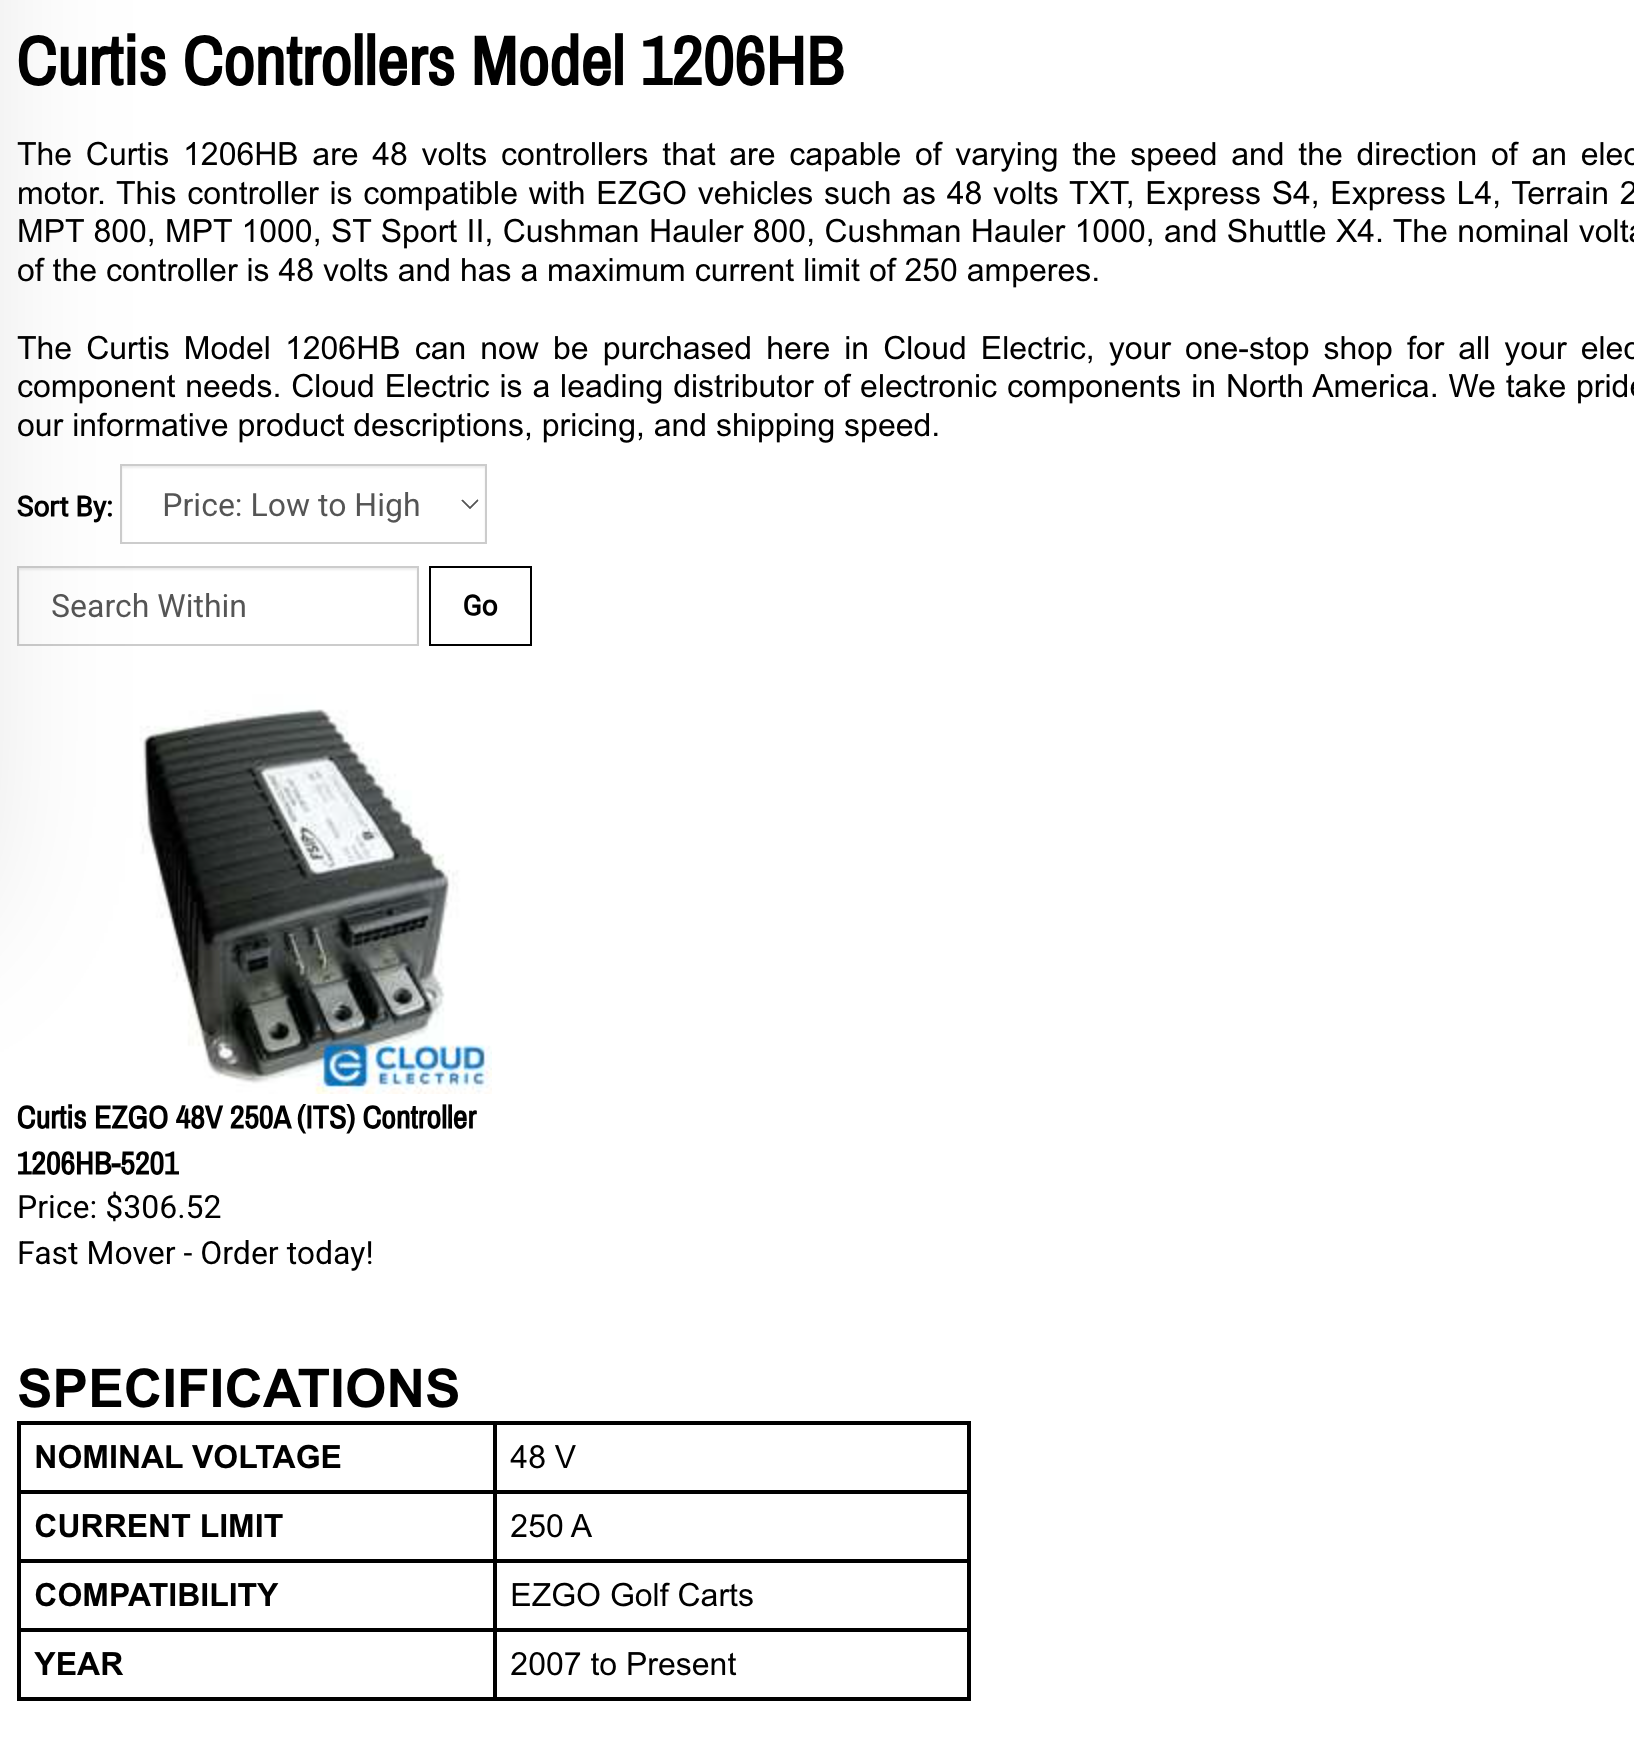 Curtis Controllers Model 1206HB
The Curtis 1206HB are 48 volts controllers that are capable of varying the speed and the direction of an elec
motor. This controller is compatible with EZGO vehicles such as 48 volts TXT, Express S4, Express L4, Terrain 2
MPT 800, MPT 1000, ST Sport II, Cushman Hauler 800, Cushman Hauler 1000, and Shuttle X4. The nominal volta
of the controller is 48 volts and has a maximum current limit of 250 amperes.
The Curtis Model 1206HB can now be purchased here in Cloud Electric, your one-stop shop for all your elec
component needs. Cloud Electric is a leading distributor of electronic components in North America. We take pride
our informative product descriptions, pricing, and shipping speed.
Sort By: Price: Low to High
Search Within Go
FSIP
CLOUD
ELECTRIC
Curtis EZGO 48V 250A (ITS) Controller
1206HB-5201
Price: $306.52
Fast Mover - Order today!
SPECIFICATIONS
NOMINAL VOLTAGE 48 V
CURRENT LIMIT 250 A
COMPATIBILITY EZGO Golf Carts
YEAR 2007 to Present